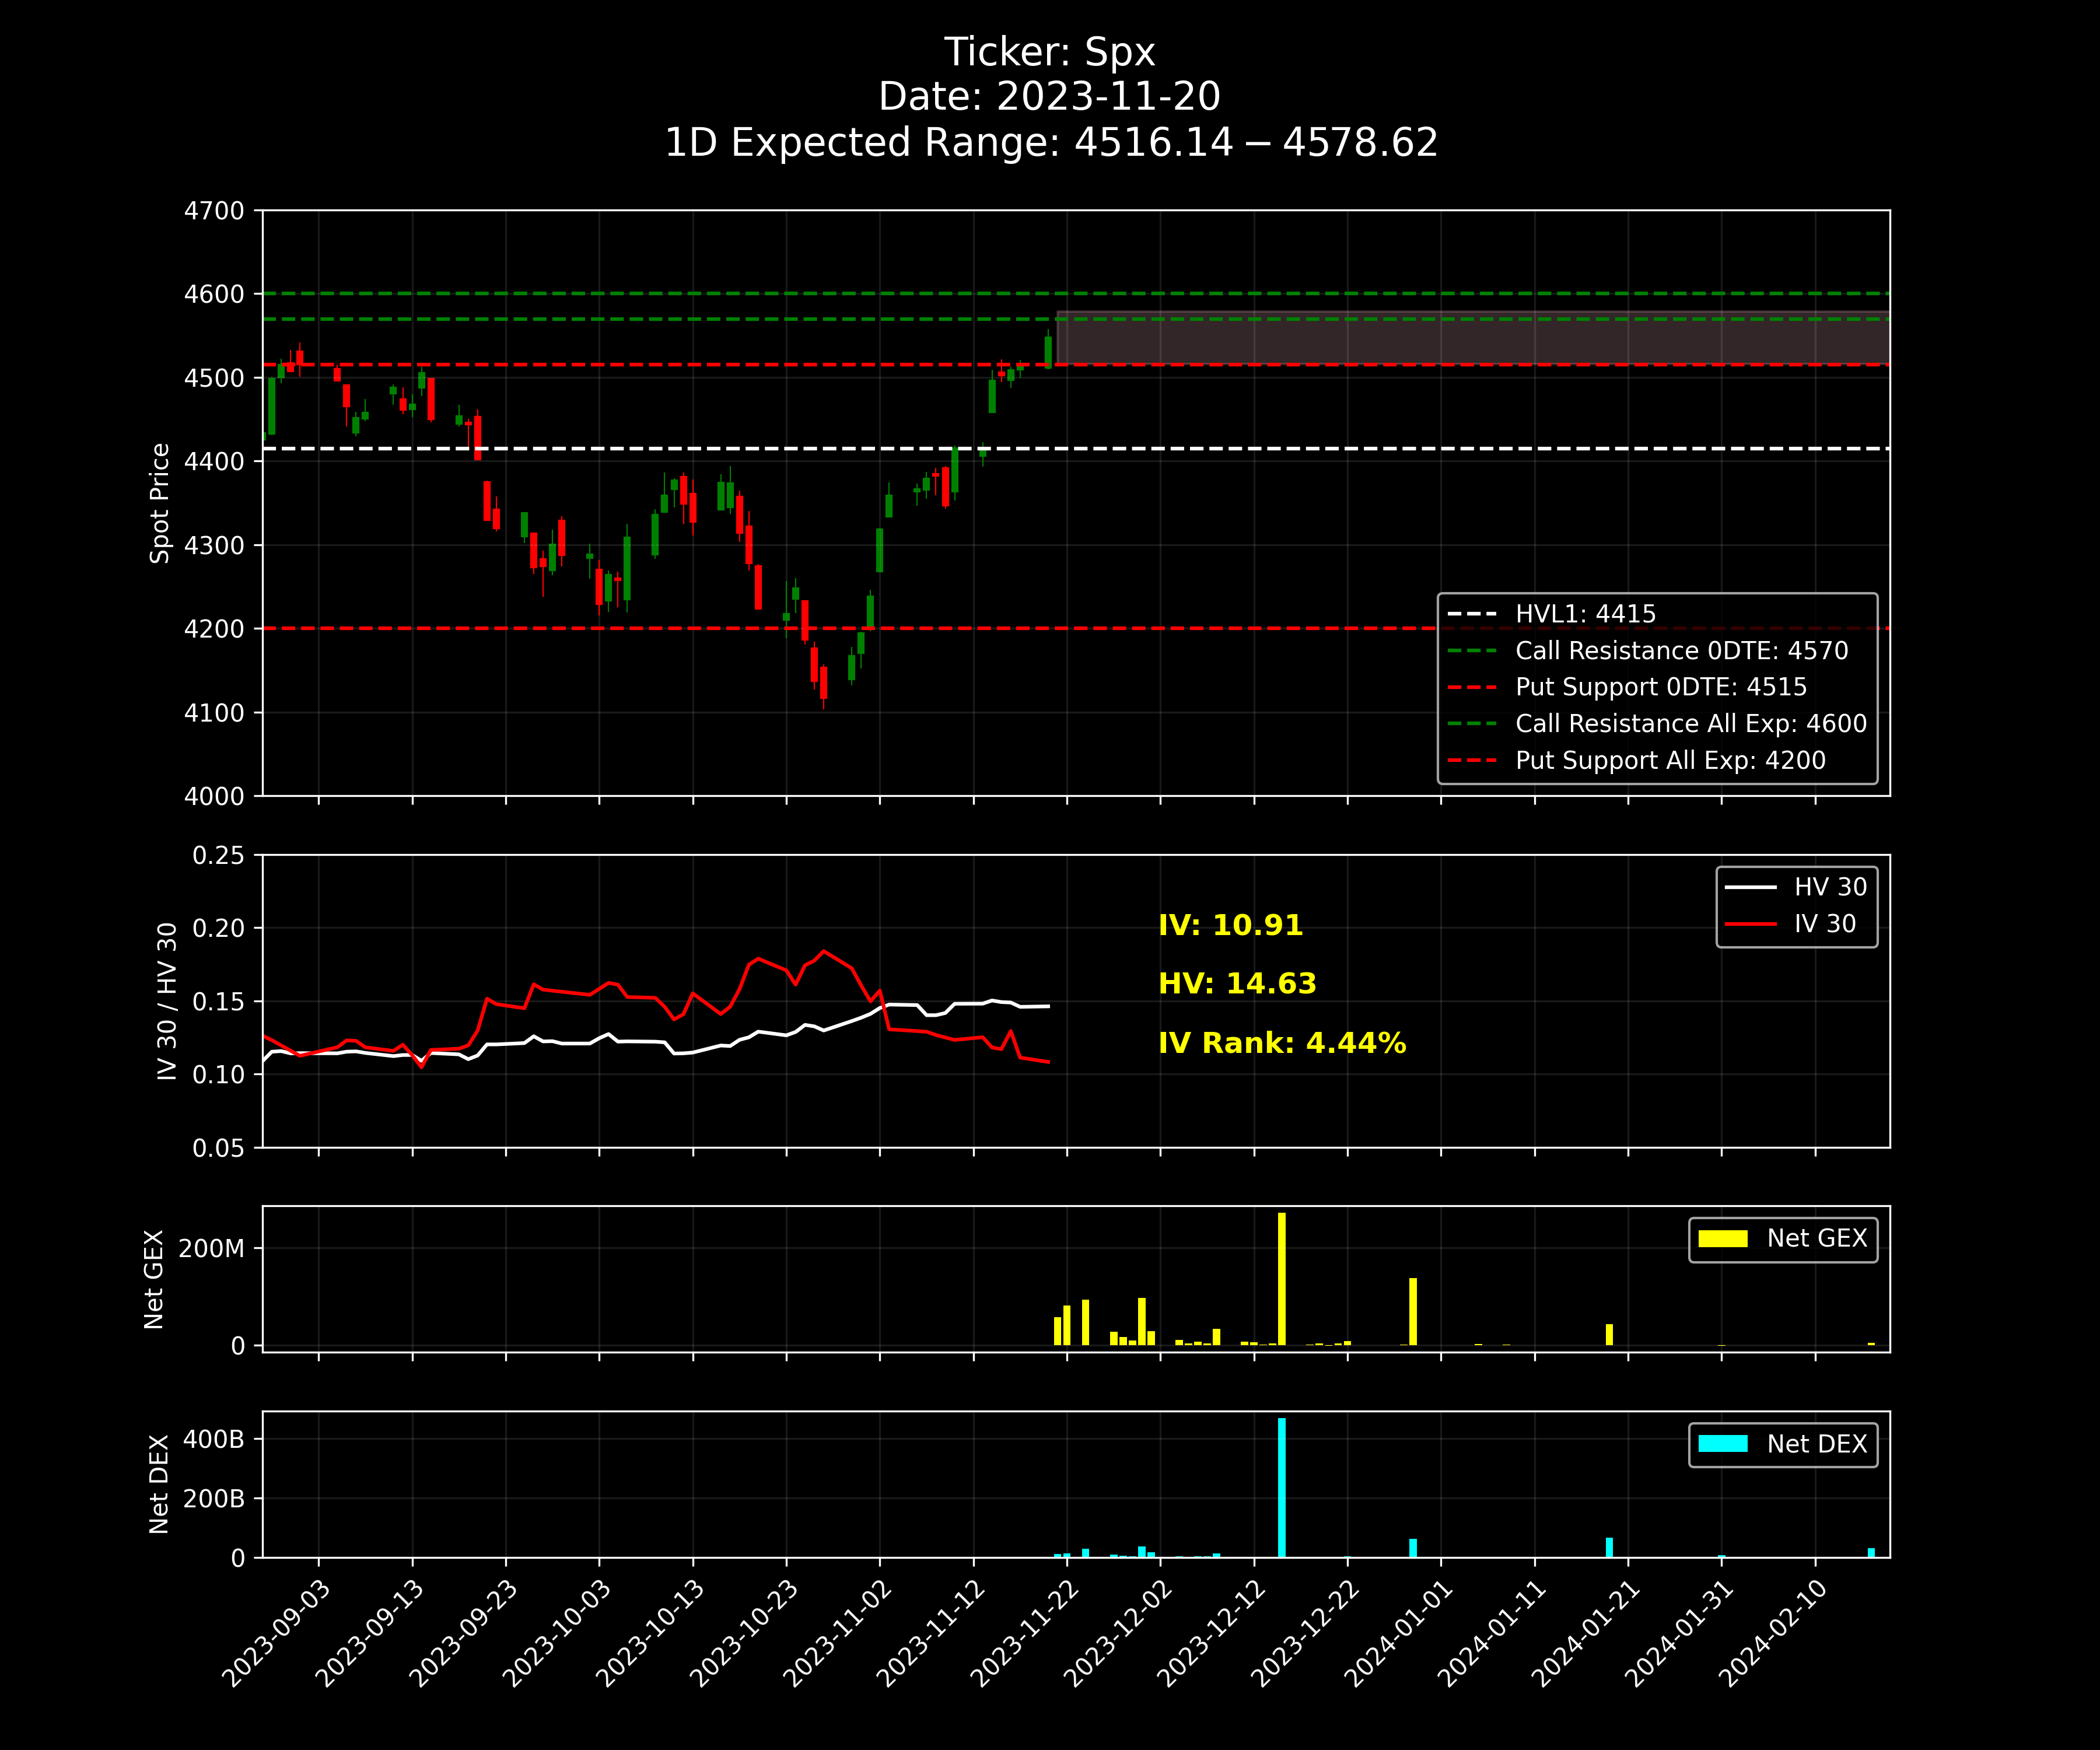 Ticker: Spx
Date: 2023-11-20
1D Expected Range: 4516.14 − 4578.62
4700
4600
4500
4400
4300
4200
4100
4000
Spot Price
HVL1: 4415
Call Resistance 0DTE: 4570
Put Support 0DTE: 4515
Call Resistance All Exp: 4600
Put Support All Exp: 4200
0.25
0.20
0.15
0.10
0.05
IV 30 / HV 30
IV: 10.91
HV: 14.63
IV Rank: 4.44%
HV 30
IV 30
200M
0
Net GEX
Net GEX
400B
200B
0
Net DEX
Net DEX
2023-09-03
2023-09-13
2023-09-23
2023-10-03
2023-10-13
2023-10-23
2023-11-02
2023-11-12
2023-11-22
2023-12-02
2023-12-12
2023-12-22
2024-01-01
2024-01-11
2024-01-21
2024-01-31
2024-02-10